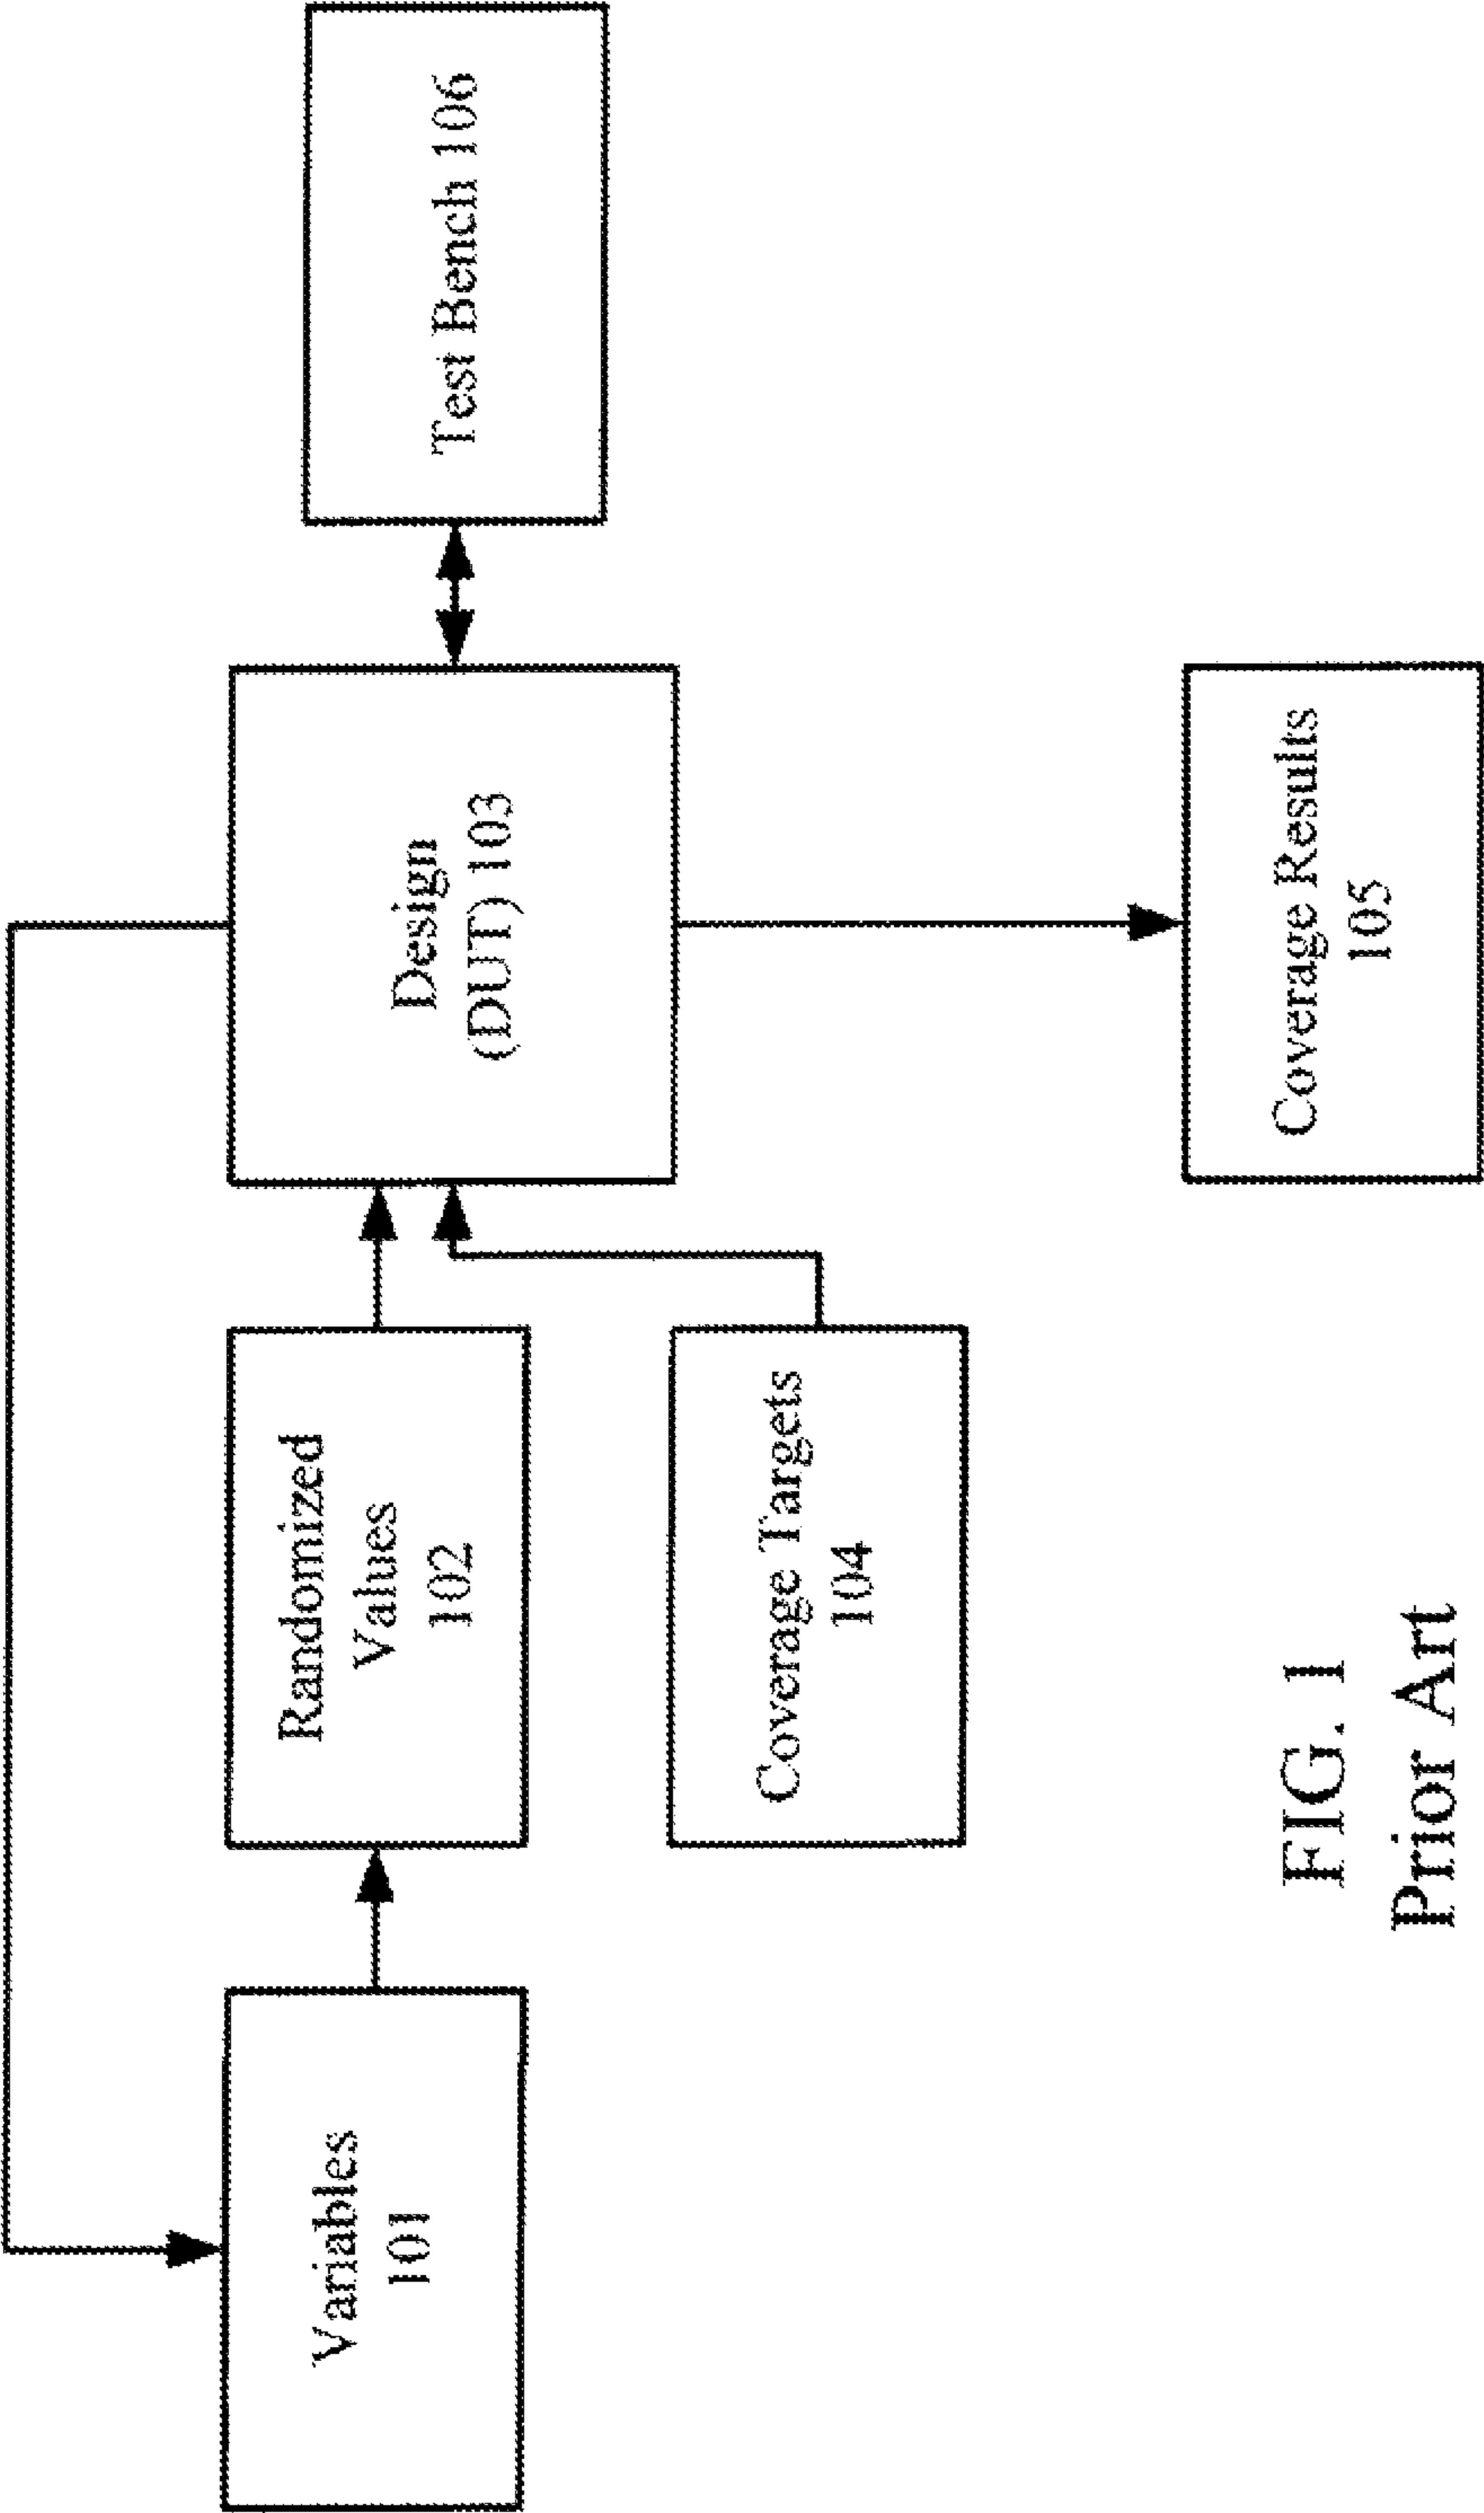 Variables
101
Randomized
Values
102
Coverage Targets
104
Design
(DUT) 103
Test Bench 106
Coverage Results
105
FIG. 1
Prior Art